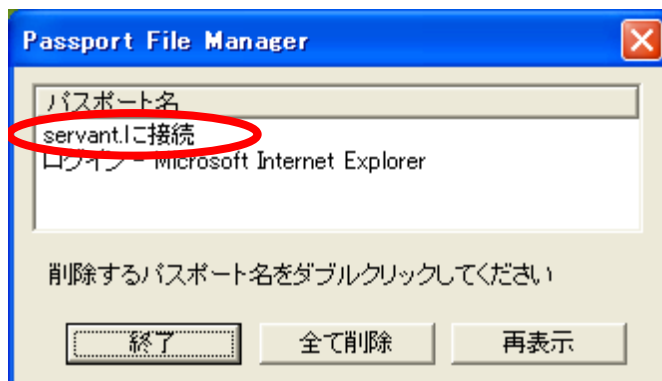 Passport File Manager
パスポート名
servant.lに接続
ログイン - Microsoft Internet Explorer
削除するパスポート名をダブルクリックしてください
終了 全て削除 再表示